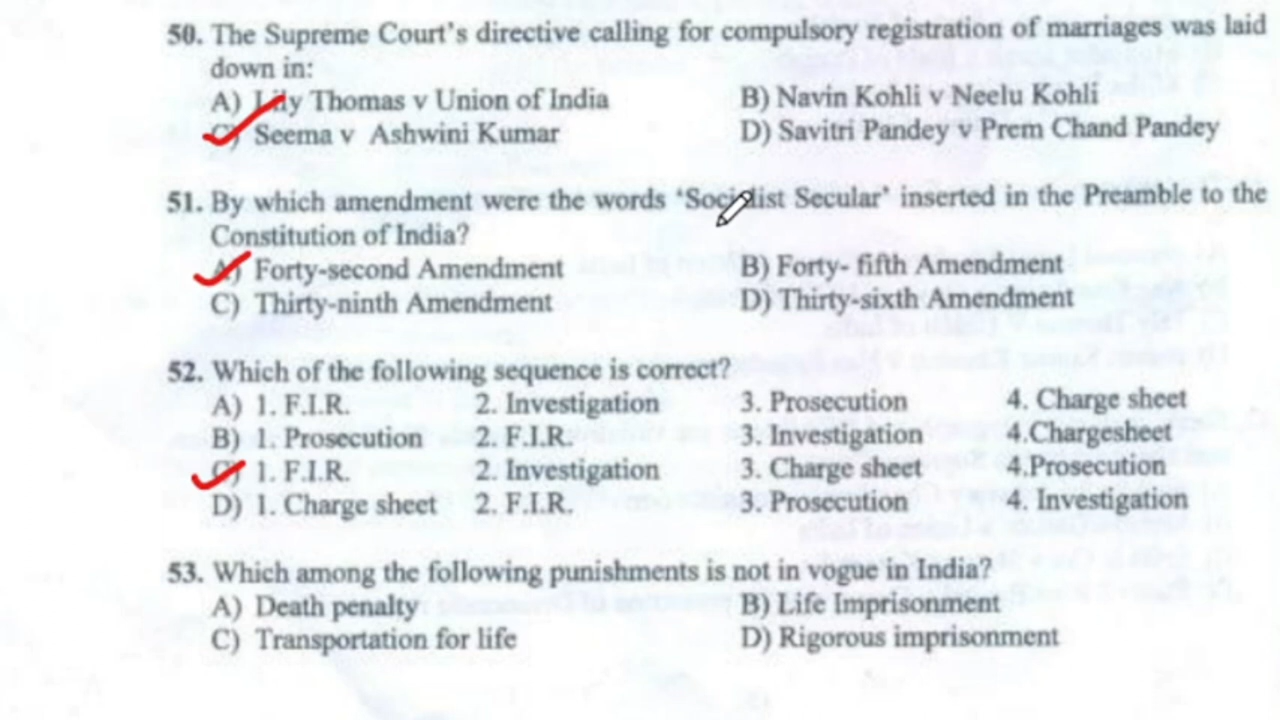 50. The Supreme Court's directive calling for compulsory registration of marriages was laid
down in:
A) Lily Thomas v Union of India B) Navin Kohli v Neelu Kohli
C) Seema v Ashwini Kumar D) Savitri Pandey v Prem Chand Pandey
51. By which amendment were the words 'Socialist Secular' inserted in the Preamble to the
Constitution of India?
A) Forty-second Amendment B) Forty- fifth Amendment
C) Thirty-ninth Amendment D) Thirty-sixth Amendment
52. Which of the following sequence is correct?
A) 1. F.I.R. 2. Investigation 3. Prosecution 4. Charge sheet
B) 1. Prosecution 2. F.I.R. 3. Investigation 4.Chargesheet
C) 1. F.I.R. 2. Investigation 3. Charge sheet 4.Prosecution
D) 1. Charge sheet 2. F.I.R. 3. Prosecution 4. Investigation
53. Which among the following punishments is not in vogue in India?
A) Death penalty B) Life Imprisonment
C) Transportation for life D) Rigorous imprisonment